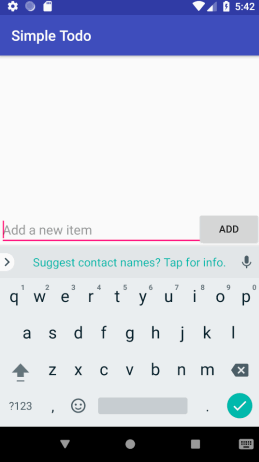 5:42
Simple Todo
Add a new item
ADD
Suggest contact names? Tap for info.
1 2 3 4 5 6 7 8 9 0
q w e r t y u i o p
a s d f g h j k l
z x c v b n m
?123 , .